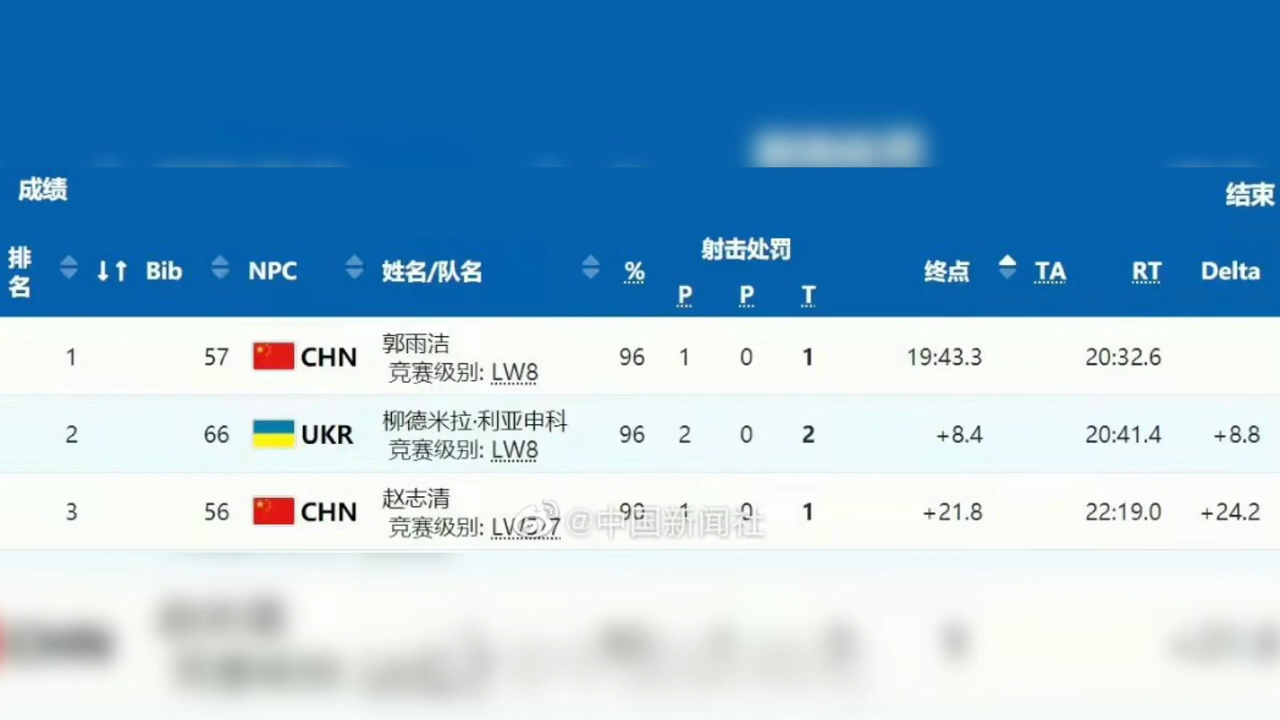 成绩 结束
排名 ↓↑ Bib NPC 姓名/队名 % 射击处罚 终点 TA RT Delta
P P T
1 57 CHN 郭雨洁 96 1 0 1 19:43.3 20:32.6
竞赛级别: LW8
2 66 UKR 柳德米拉·利亚申科 96 2 0 2 +8.4 20:41.4 +8.8
竞赛级别: LW8
3 56 CHN 赵志清 1 0 1 +21.8 22:19.0 +24.2
竞赛级别: LW5/7
@中国新闻社